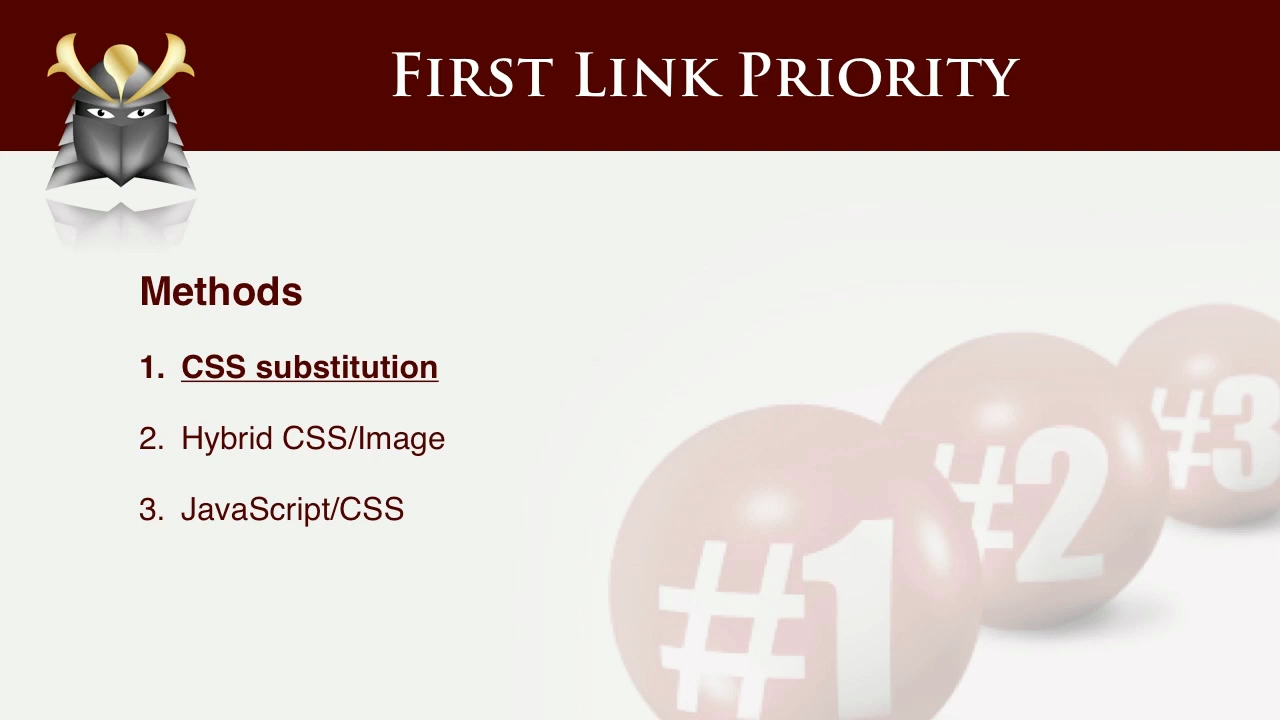 First Link Priority
Methods
1. CSS substitution
2. Hybrid CSS/Image
3. JavaScript/CSS
#1
#2
#3